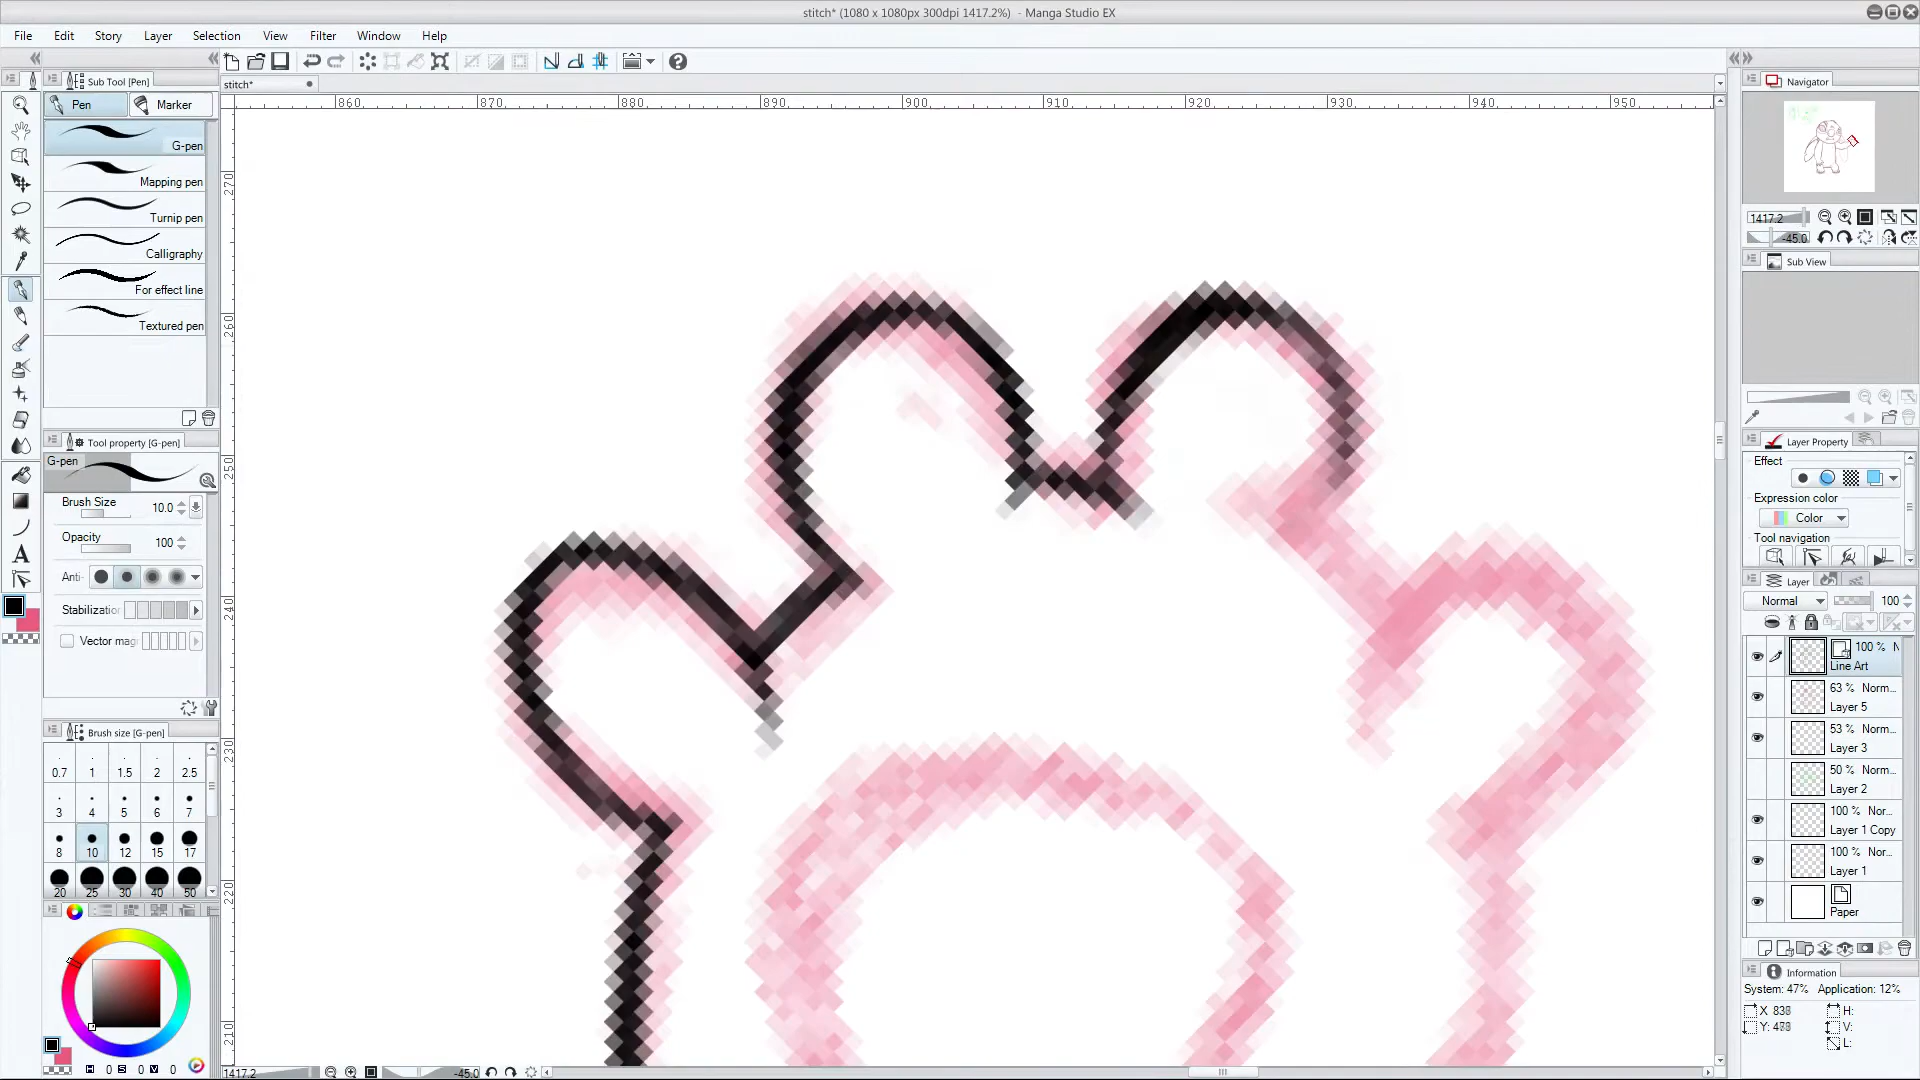 stitch* (1080 x 1080px 300dpi 1417.2%) - Manga Studio EX
File Edit Story Layer Selection View Filter Window Help
Sub Tool [Pen]
Pen Marker
G-pen
Mapping pen
Turnip pen
Calligraphy
For effect line
Textured pen
Tool property [G-pen]
G-pen
Brush Size 10.0
Opacity 100
Anti-
Stabilization
Vector mag
Brush size [G-pen]
0.7 1 1.5 2 2.5
3 4 5 6 7
8 10 12 15 17
20 25 30 40 50
H 0 S 0 V 0
stitch*
860 870 880 890 900 910 920 930 940 950
270
260
250
240
230
220
210
1417.2 -45.0
Navigator
1417.2
-45.0
Sub View
Layer Property
Effect
Expression color
Color
Tool navigation
Layer
Normal 100
100 % N
Line Art
63 % Norm...
Layer 5
53 % Norm...
Layer 3
50 % Norm...
Layer 2
100 % Nor...
Layer 1 Copy
100 % Nor...
Layer 1
Paper
Information
System: 47% Application: 12%
X H:
Y: V:
L: